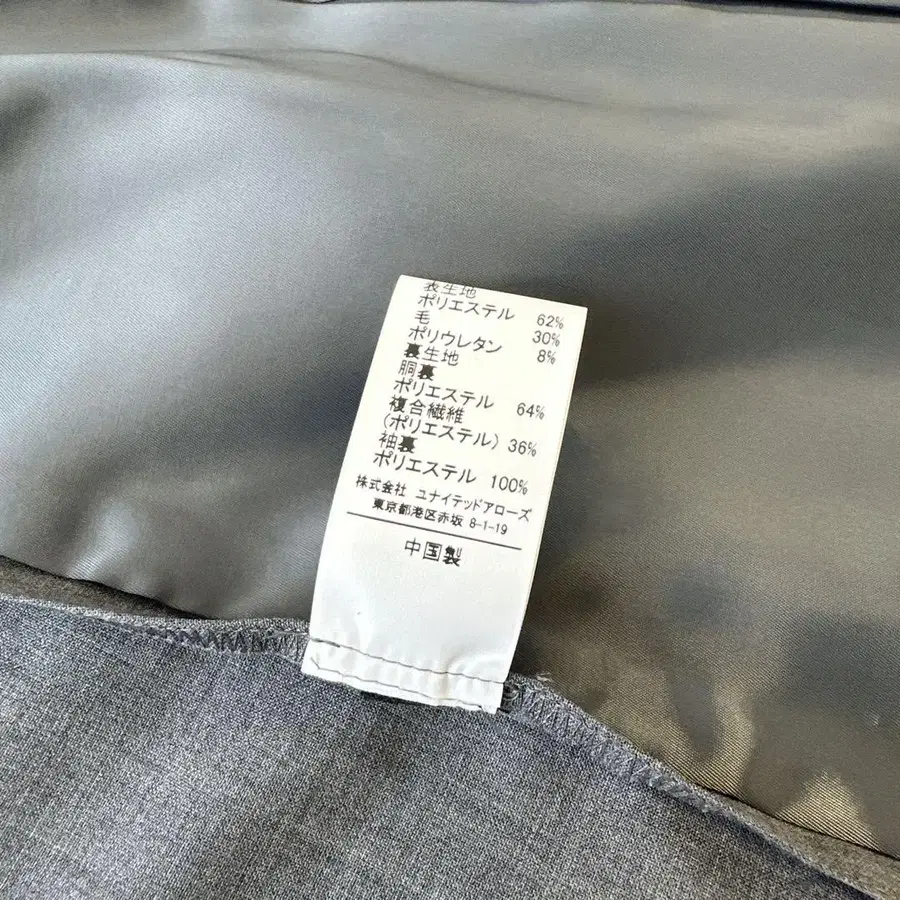 表生地
ポリエステル 62%
毛 30%
ポリウレタン 8%
裏生地
胴裏
ポリエステル 64%
複合繊維
(ポリエステル) 36%
袖裏
ポリエステル 100%
株式会社 ユナイテッドアローズ
東京都港区赤坂 8-1-19
中国製